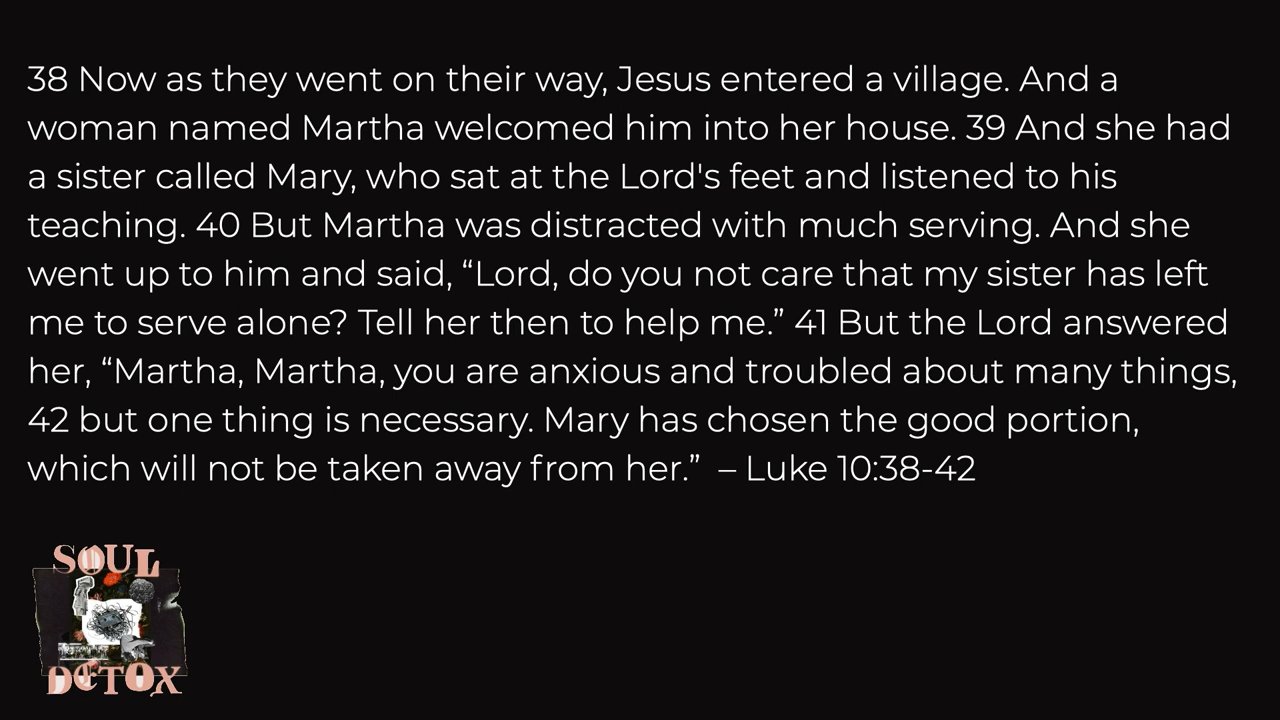 38 Now as they went on their way, Jesus entered a village. And a
woman named Martha welcomed him into her house. 39 And she had
a sister called Mary, who sat at the Lord's feet and listened to his
teaching. 40 But Martha was distracted with much serving. And she
went up to him and said, “Lord, do you not care that my sister has left
me to serve alone? Tell her then to help me.” 41 But the Lord answered
her, “Martha, Martha, you are anxious and troubled about many things,
42 but one thing is necessary. Mary has chosen the good portion,
which will not be taken away from her.”  – Luke 10:38-42
SOUL
DETOX